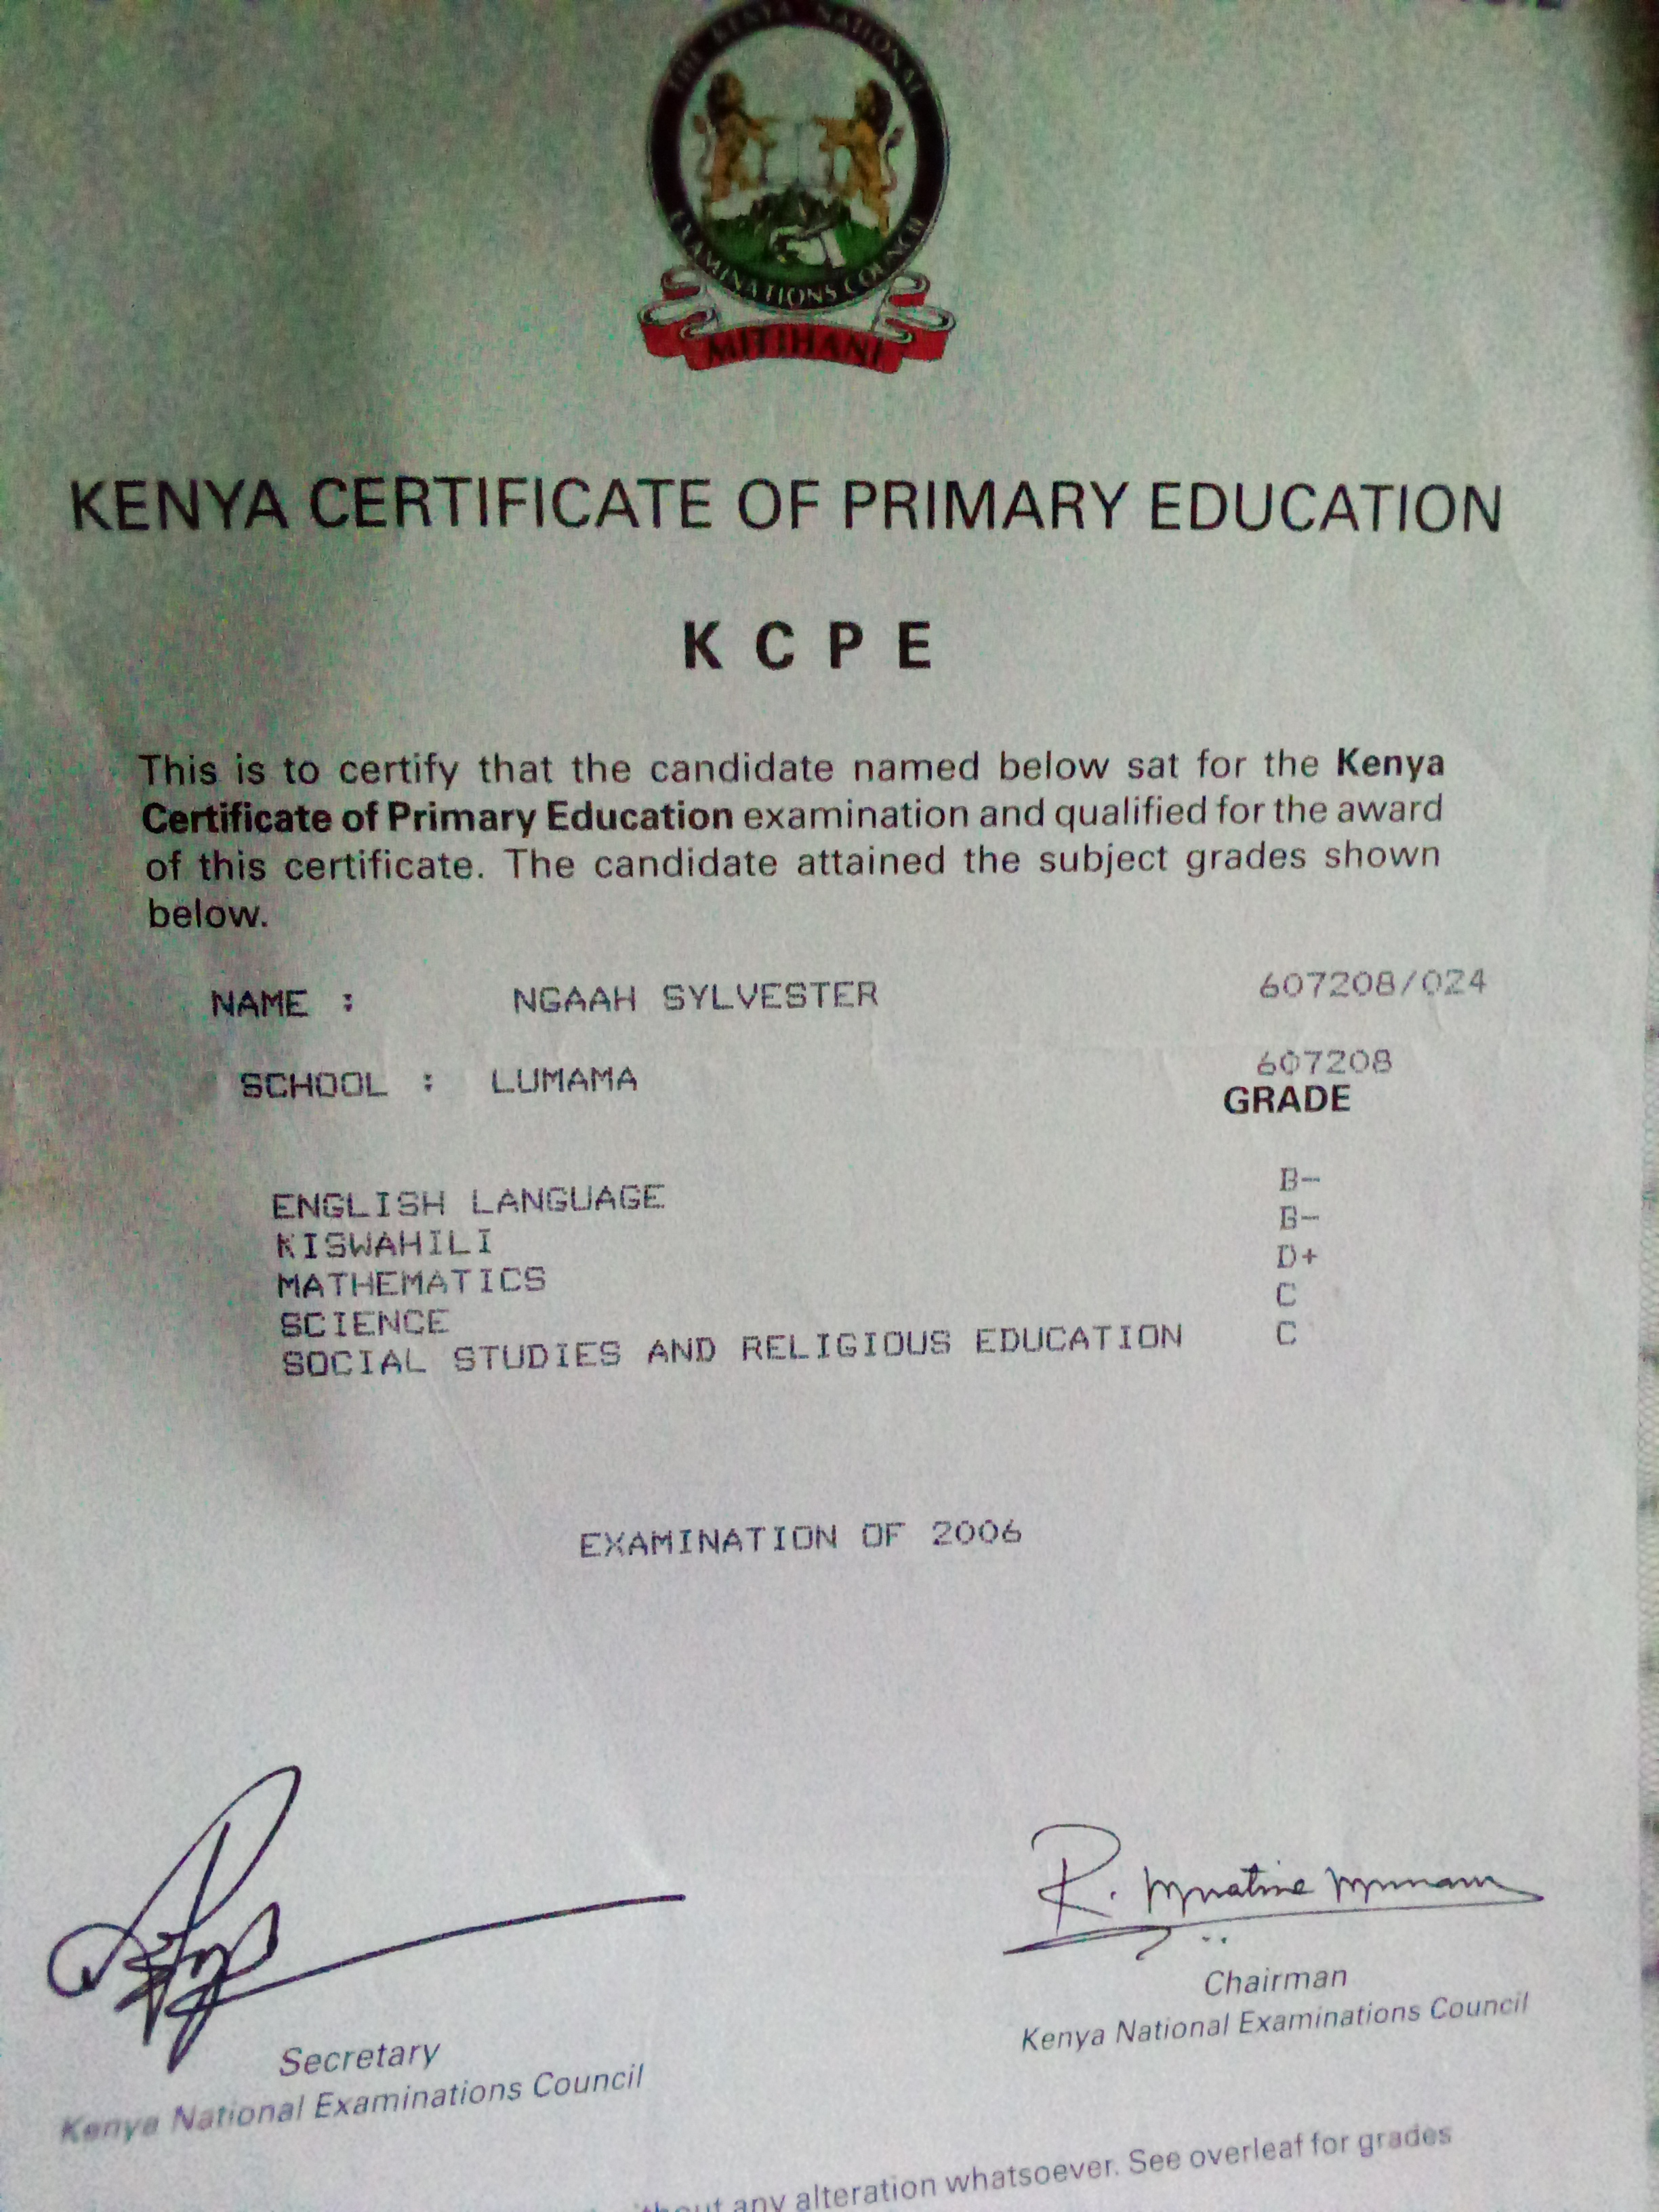 THE KENYA NATIONAL
EXAMINATIONS COUNCIL
MITIHANI
KENYA CERTIFICATE OF PRIMARY EDUCATION
K C P E
This is to certify that the candidate named below sat for the Kenya
Certificate of Primary Education examination and qualified for the award
of this certificate. The candidate attained the subject grades shown
below.
NAME : NGAAH SYLVESTER 607208/024
SCHOOL : LUMAMA 607208
GRADE
ENGLISH LANGUAGE B-
KISWAHILI B-
MATHEMATICS D+
SCIENCE C
SOCIAL STUDIES AND RELIGIOUS EDUCATION C
EXAMINATION OF 2006
Secretary
Kenya National Examinations Council
R.
Chairman
Kenya National Examinations Council
any alteration whatsoever. See overleaf for grades